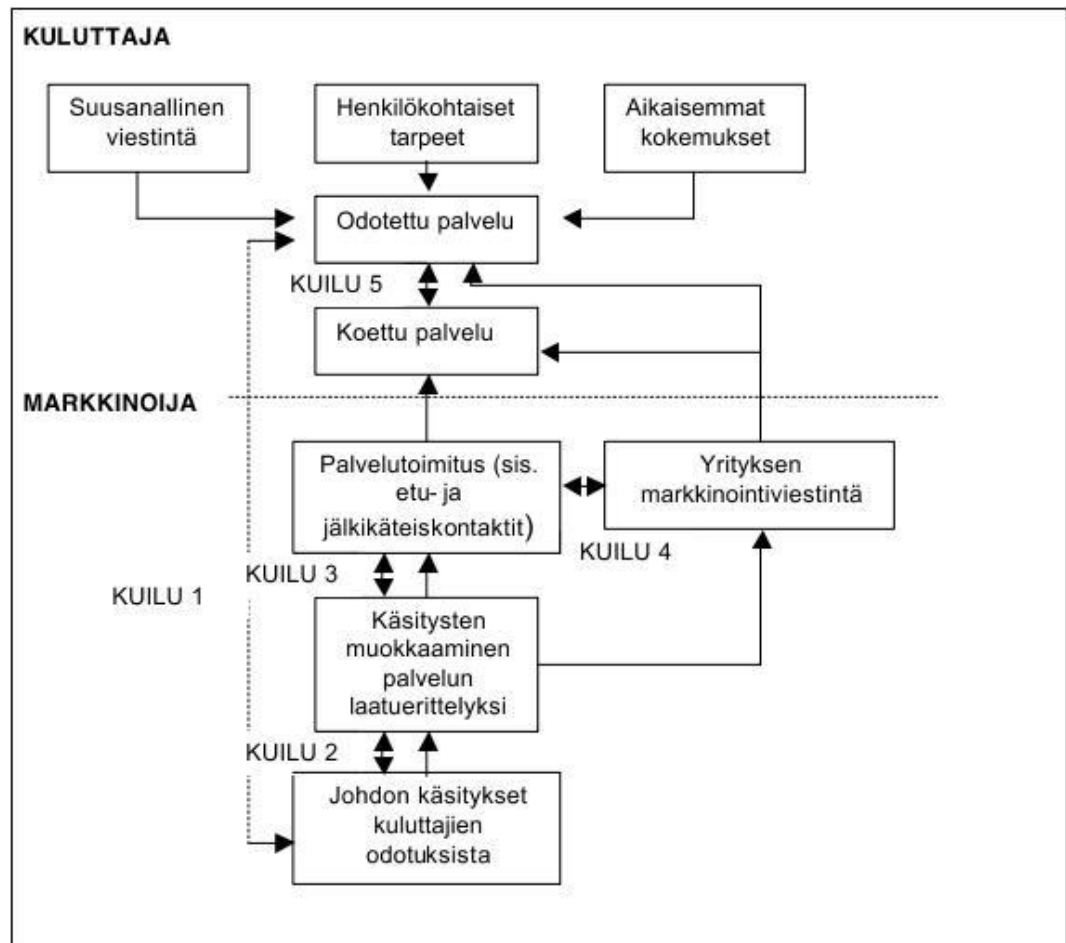 KULUTTAJA
Suusanallinen
viestintä
Henkilökohtaiset
tarpeet
Aikaisemmat
kokemukset
Odotettu palvelu
KUILU 5
Koettu palvelu
MARKKINOIJA
Palvelutoimitus (sis.
etu- ja
jälkikäteiskontaktit)
Yrityksen
markkinointiviestintä
KUILU 4
KUILU 3
KUILU 1
Käsitysten
muokkaaminen
palvelun
laatuerittelyksi
KUILU 2
Johdon käsitykset
kuluttajien
odotuksista